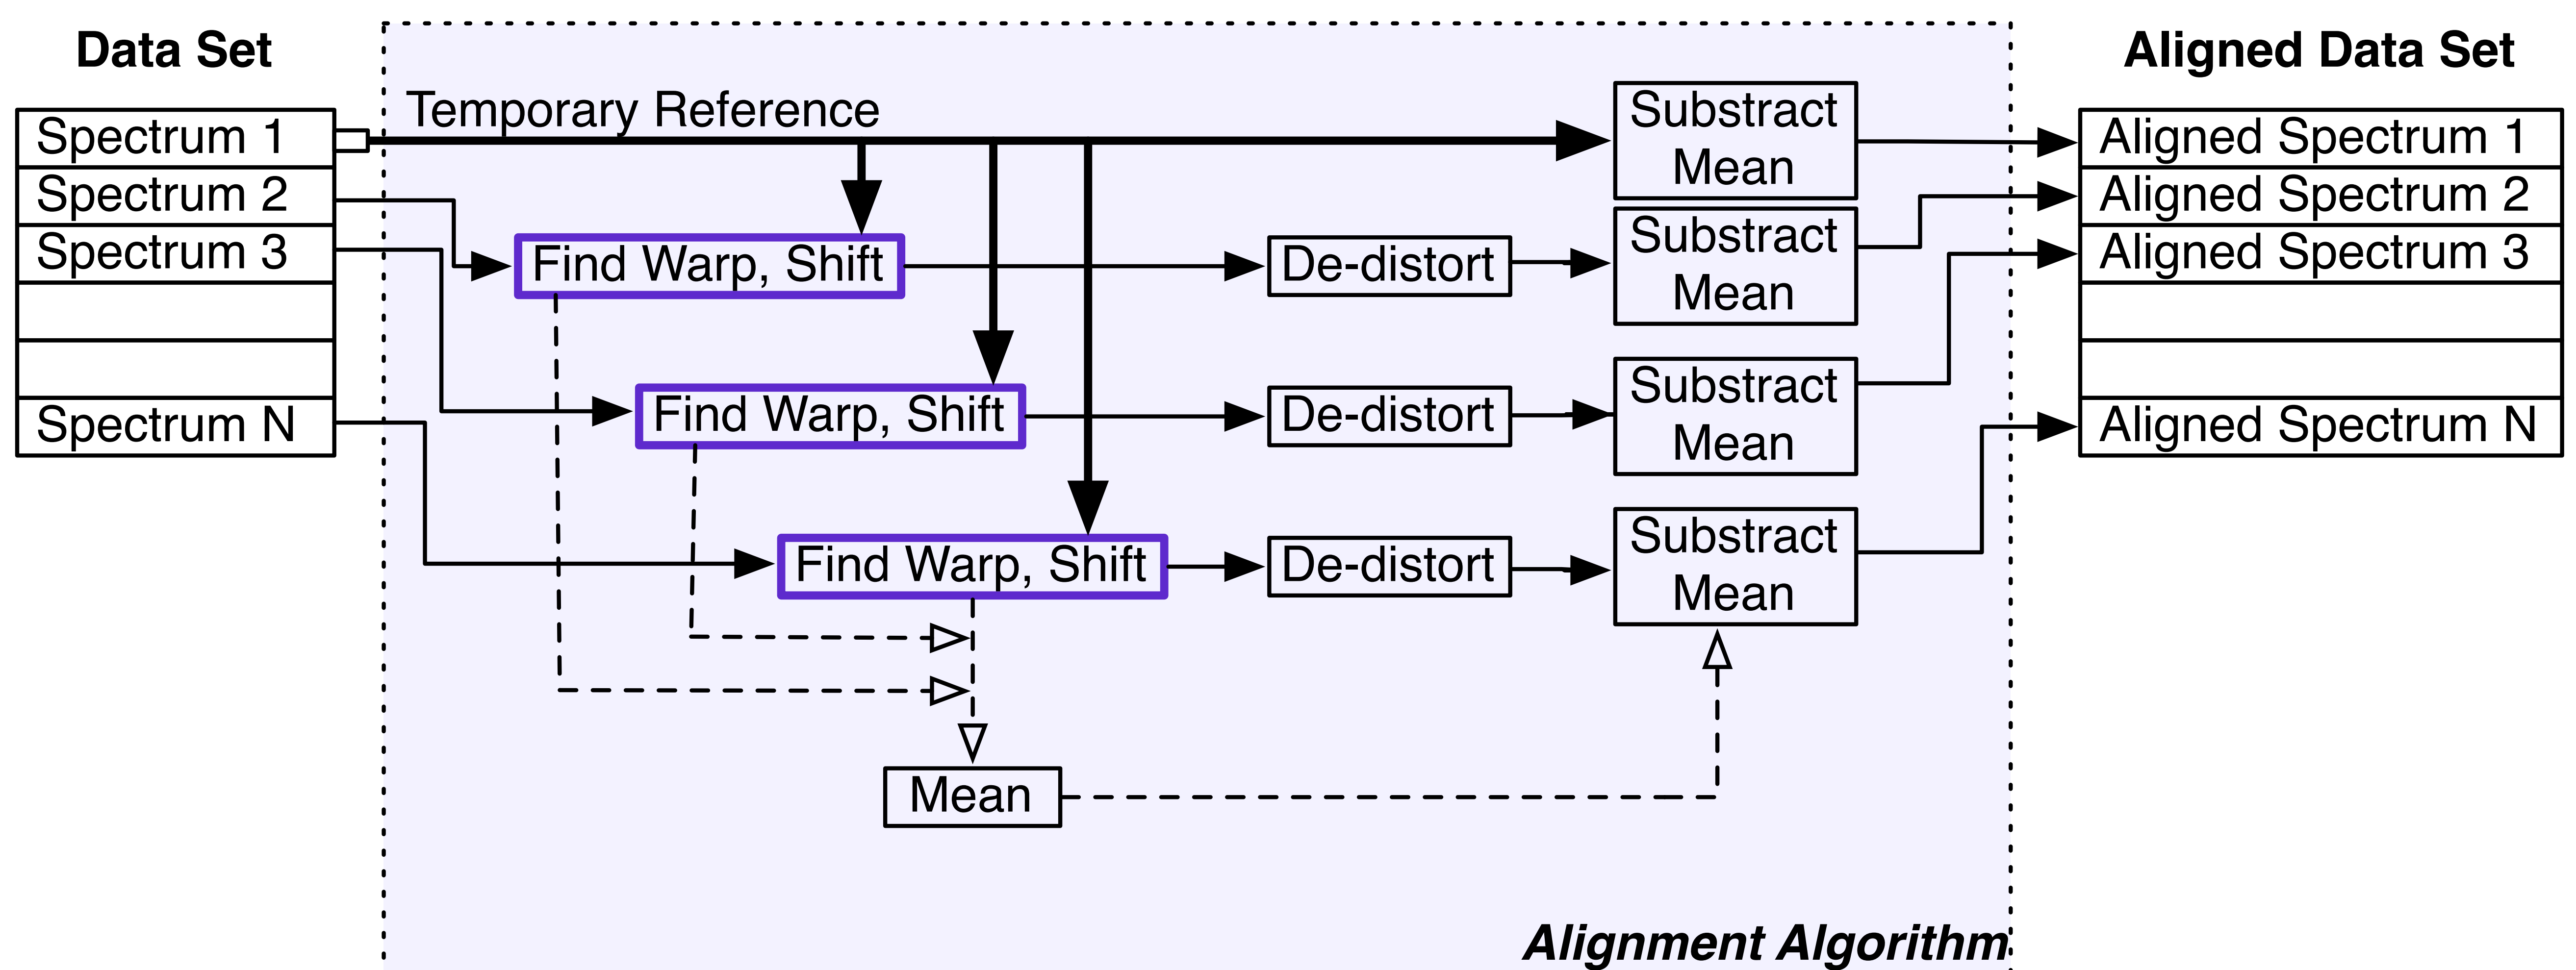 Data Set
Spectrum 1
Spectrum 2
Spectrum 3
Spectrum N
Temporary Reference
Find Warp, Shift
De-distort
Find Warp, Shift
De-distort
Find Warp, Shift
De-distort
Substract
Mean
Substract
Mean
Substract
Mean
Substract
Mean
Mean
Alignment Algorithm
Aligned Data Set
Aligned Spectrum 1
Aligned Spectrum 2
Aligned Spectrum 3
Aligned Spectrum N